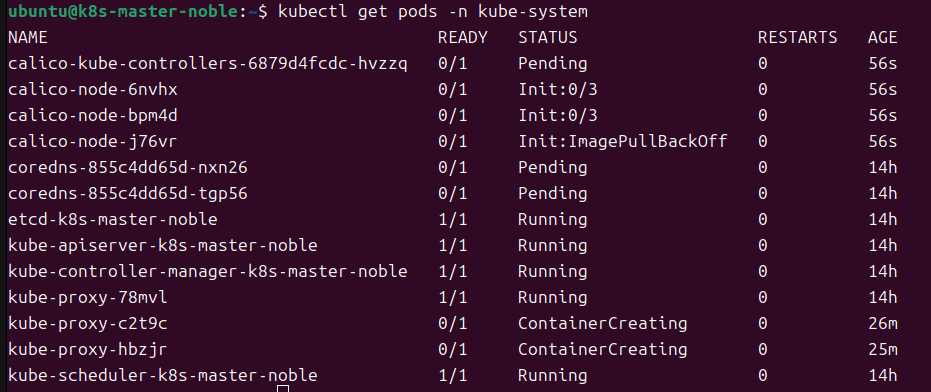 ubuntu@k8s-master-noble:~$ kubectl get pods -n kube-system
NAME READY STATUS RESTARTS AGE
calico-kube-controllers-6879d4fcdc-hvzzq 0/1 Pending 0 56s
calico-node-6nvhx 0/1 Init:0/3 0 56s
calico-node-bpm4d 0/1 Init:0/3 0 56s
calico-node-j76vr 0/1 Init:ImagePullBackOff 0 56s
coredns-855c4dd65d-nxn26 0/1 Pending 0 14h
coredns-855c4dd65d-tgp56 0/1 Pending 0 14h
etcd-k8s-master-noble 1/1 Running 0 14h
kube-apiserver-k8s-master-noble 1/1 Running 0 14h
kube-controller-manager-k8s-master-noble 1/1 Running 0 14h
kube-proxy-78mvl 1/1 Running 0 14h
kube-proxy-c2t9c 0/1 ContainerCreating 0 26m
kube-proxy-hbzjr 0/1 ContainerCreating 0 25m
kube-scheduler-k8s-master-noble 1/1 Running 0 14h